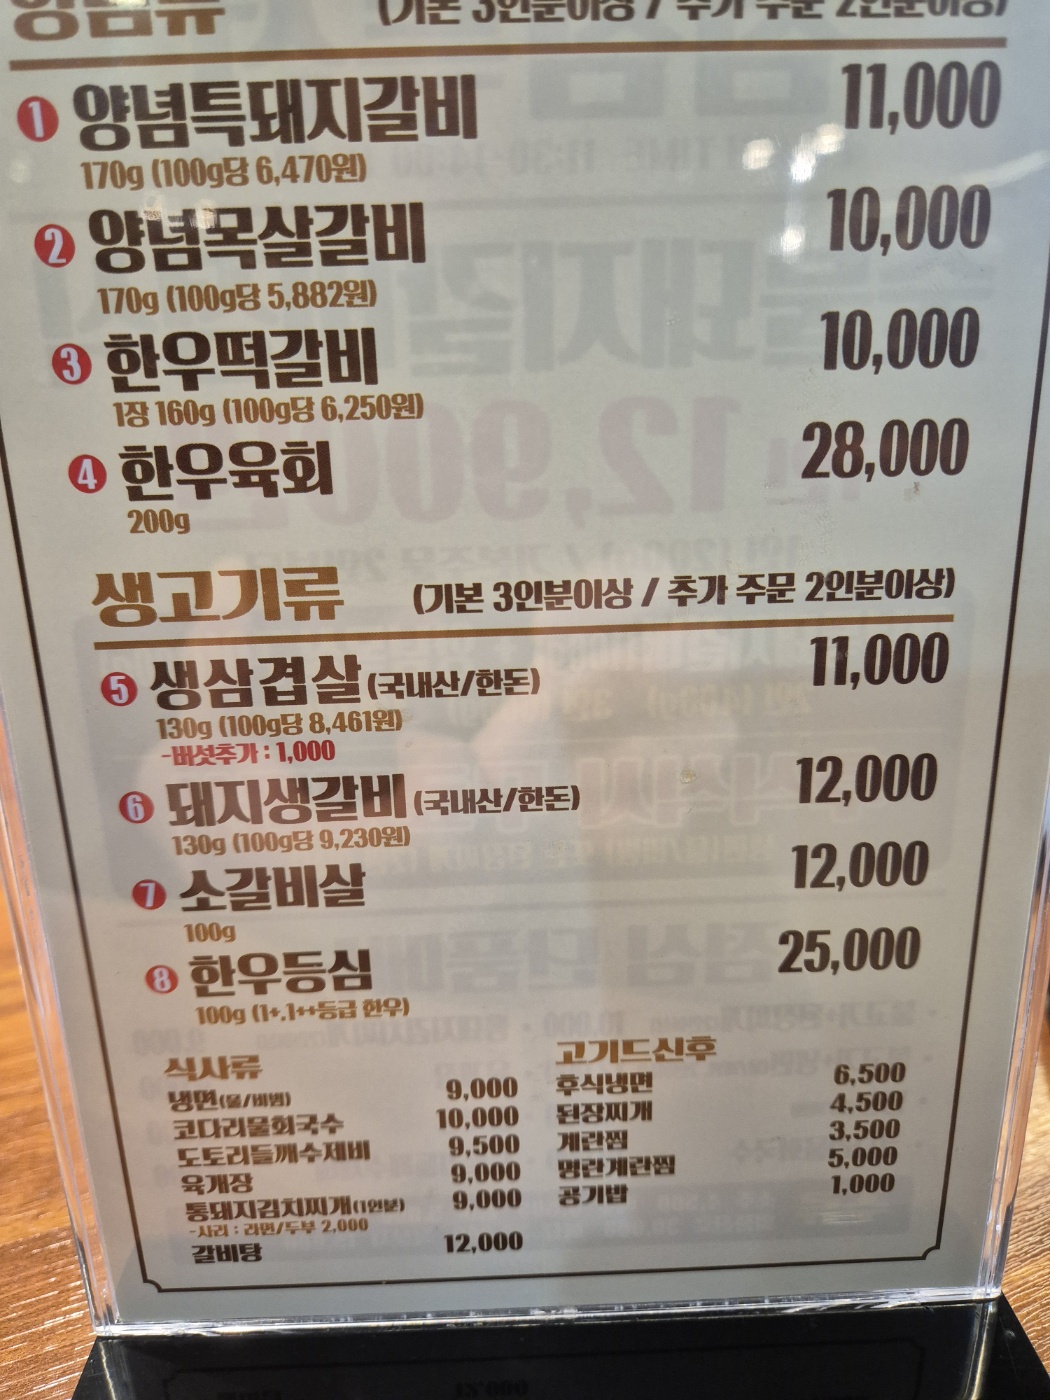 양념류 (기본 3인분이상 / 추가 주문 2인분이상)
1 양념특돼지갈비 11,000
170g (100g당 6,470원)
2 양념목살갈비 10,000
170g (100g당 5,882원)
3 한우떡갈비 10,000
1장 160g (100g당 6,250원)
4 한우육회 28,000
200g
생고기류 (기본 3인분이상 / 추가 주문 2인분이상)
5 생삼겹살 (국내산/한돈) 11,000
130g (100g당 8,461원)
-버섯추가 : 1,000
6 돼지생갈비 (국내산/한돈) 12,000
130g (100g당 9,230원)
7 소갈비살 12,000
100g
8 한우등심 25,000
100g (1+,1++등급 한우)
식사류
냉면(물/비빔) 9,000
코다리물회국수 10,000
도토리들깨수제비 9,500
육개장 9,000
통돼지김치찌개(1인분) 9,000
-사리 : 라면/두부 2,000
갈비탕 12,000
고기드신후
후식냉면 6,500
된장찌개 4,500
계란찜 3,500
명란계란찜 5,000
공기밥 1,000